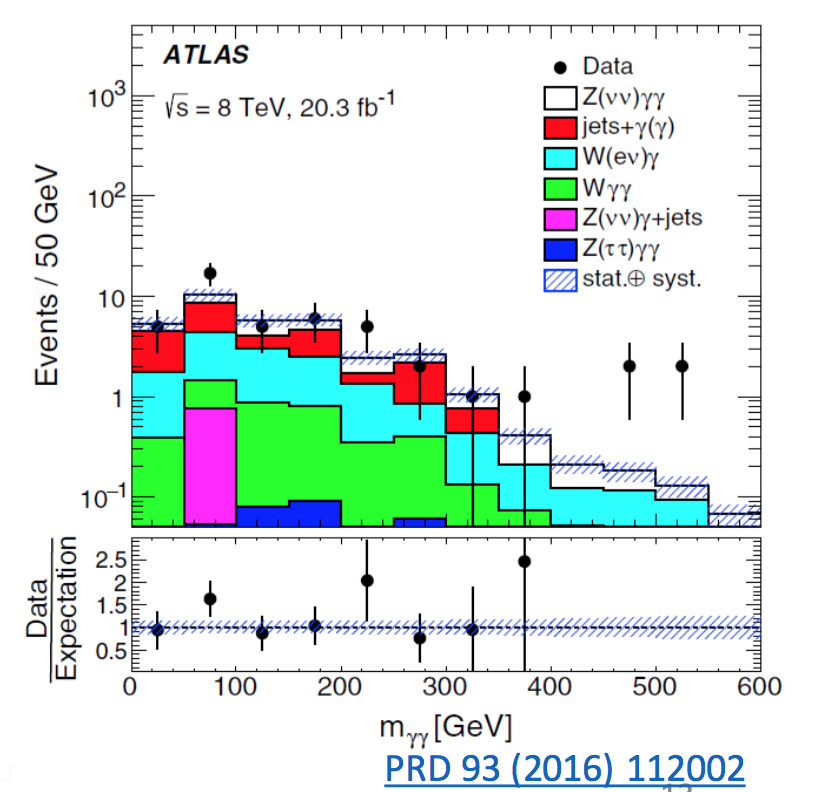 ATLAS
√s = 8 TeV, 20.3 fb⁻¹
Data
Z(νν)γγ
jets+γ(γ)
W(eν)γ
Wγγ
Z(νν)γ+jets
Z(ττ)γγ
stat.⊕ syst.
Events / 50 GeV
10³
10²
10
1
10⁻¹
Data
Expectation
2.5
2
1.5
1
0.5
0 100 200 300 400 500 600
mγγ [GeV]
PRD 93 (2016) 112002